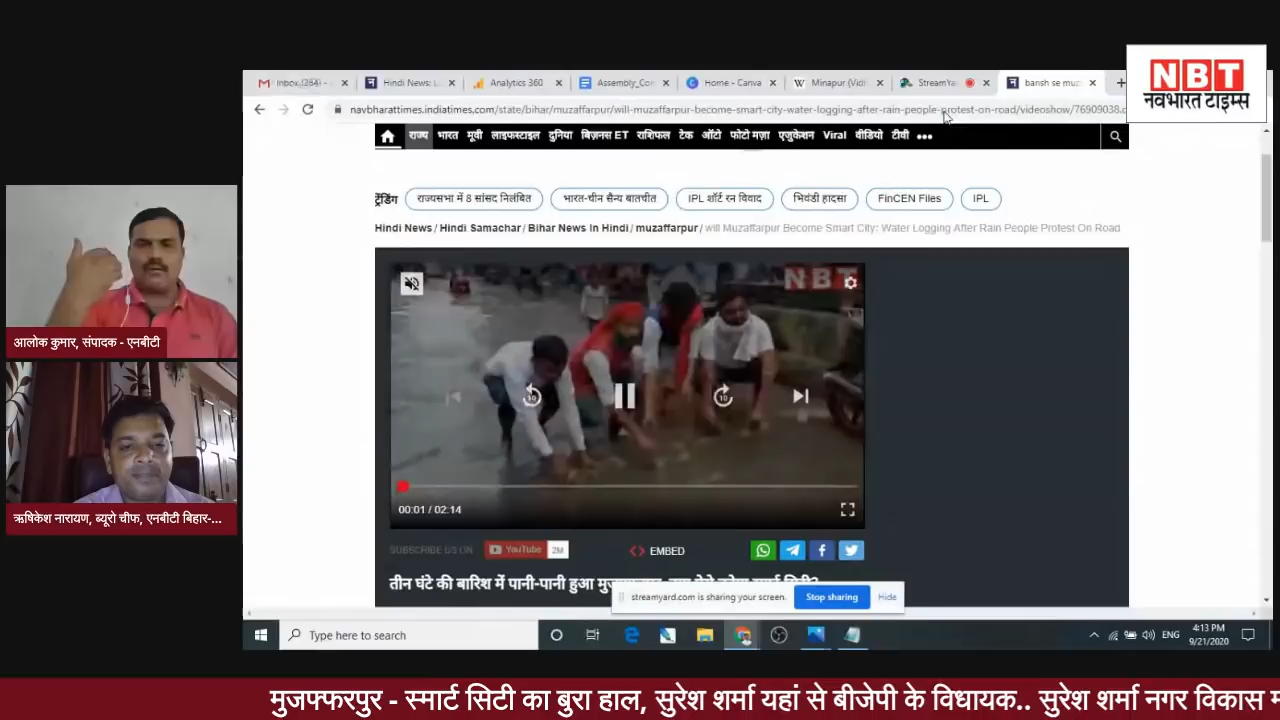 NBT
नवभारत टाइम्स
Inbox (284) -
Hindi News: L
Analytics 360
Assembly_Co
Home - Canva
Minapur (Vidh
StreamYa
bansh se muz
navbharattimes.indiatimes.com/state/bihar/muzaffarpur/will-muzaffarpur-become-smart-city-water-logging-after-rain-people-protest-on-road/videoshow/76909038.c
राज्य भारत मूवी लाइफस्टाइल दुनिया बिज़नस ET राशिफल टेक ऑटो फोटो मज़ा एजुकेशन Viral वीडियो टीवी •••
ट्रेंडिंग राज्यसभा में 8 सांसद निलंबित भारत-चीन सैन्य बातचीत IPL शॉर्ट रन विवाद भिवंडी हादसा FinCEN Files IPL
Hindi News / Hindi Samachar / Bihar News In Hindi / muzaffarpur / will Muzaffarpur Become Smart City: Water Logging After Rain People Protest On Road
NBT
10 10
00:01 / 02:14
SUBSCRIBE US ON YouTube 2M EMBED
तीन घंटे की बारिश में पानी-पानी हुआ
streamyard.com is sharing your screen. Stop sharing Hide
आलोक कुमार, संपादक - एनबीटी
ऋषिकेश नारायण, ब्यूरो चीफ, एनबीटी बिहार-...
Type here to search
ENG
4:13 PM
9/21/2020
मुजफ्फरपुर - स्मार्ट सिटी का बुरा हाल, सुरेश शर्मा यहां से बीजेपी के विधायक.. सुरेश शर्मा नगर विकास